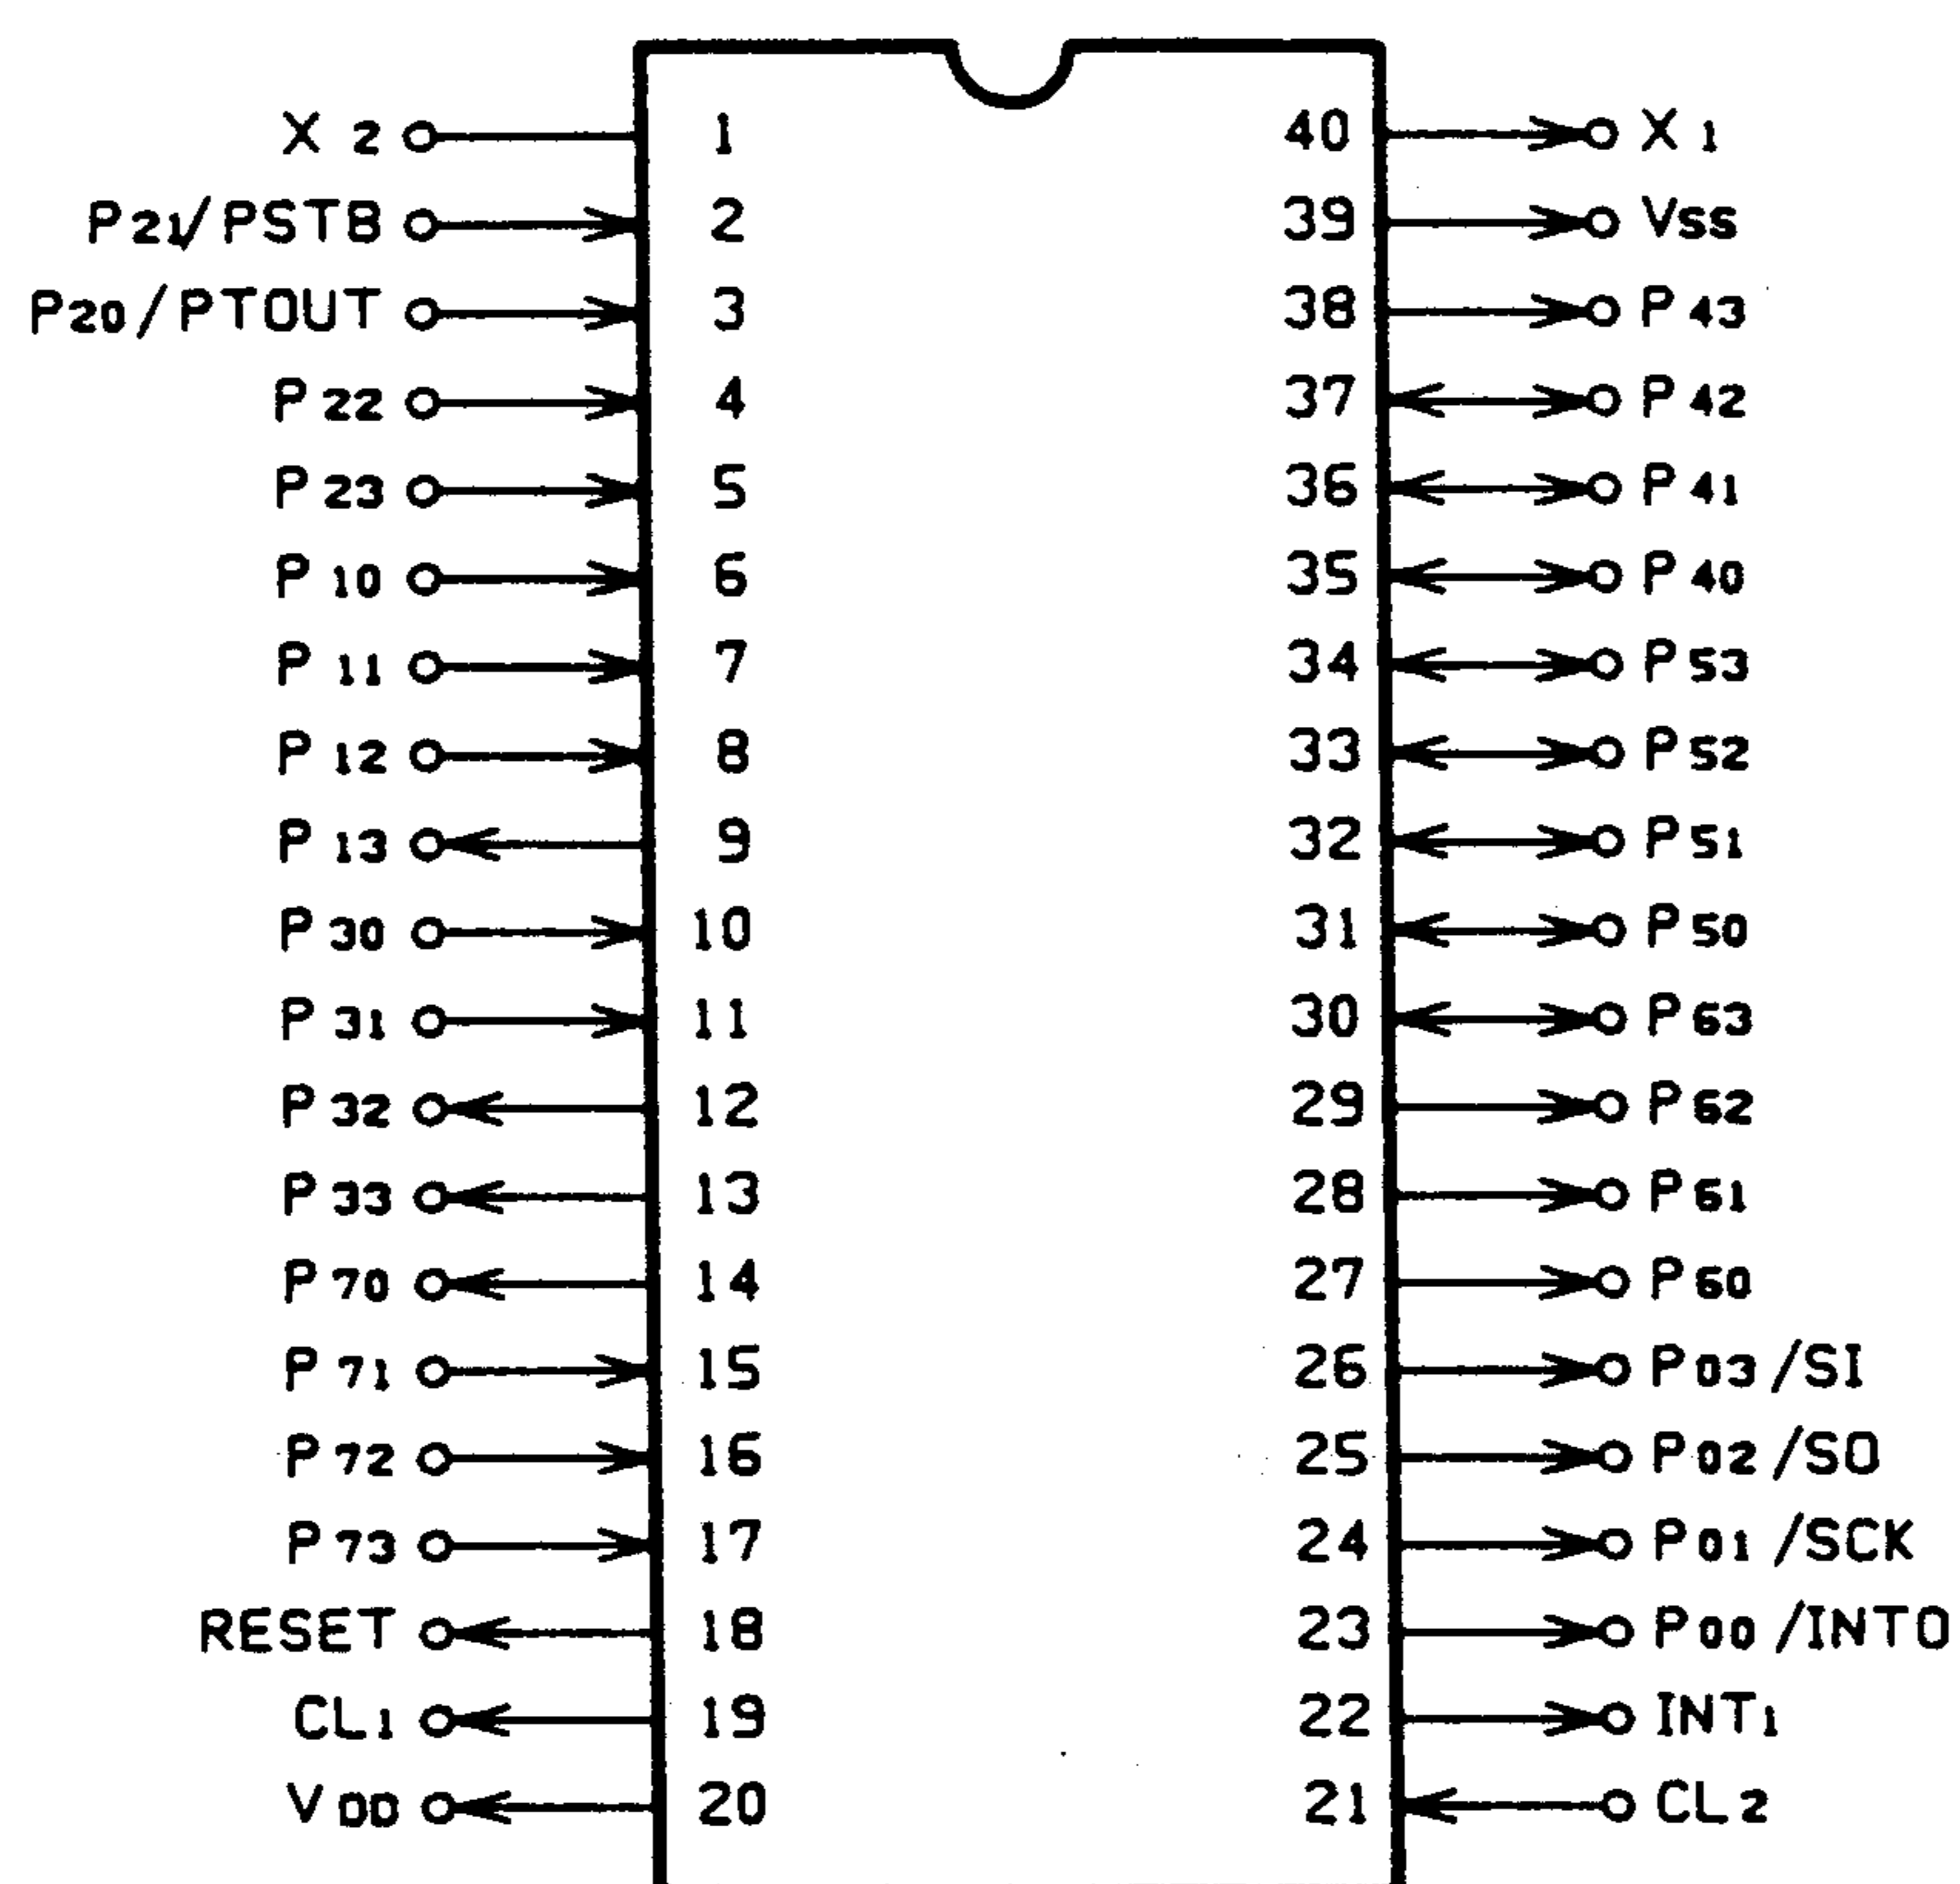 X2 1 40 X1
P21/PSTB 2 39 VSS
P20/PTOUT 3 38 P43
P22 4 37 P42
P23 5 36 P41
P10 6 35 P40
P11 7 34 P53
P12 8 33 P52
P13 9 32 P51
P30 10 31 P50
P31 11 30 P63
P32 12 29 P62
P33 13 28 P61
P70 14 27 P60
P71 15 26 P03/SI
P72 16 25 P02/SO
P73 17 24 P01/SCK
RESET 18 23 P00/INT0
CL1 19 22 INT1
VDD 20 21 CL2